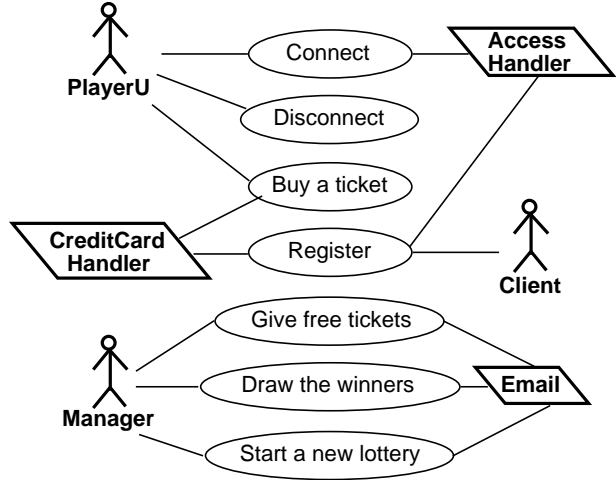 Connect
Access
Handler
PlayerU
Disconnect
Buy a ticket
CreditCard
Handler
Register
Client
Give free tickets
Manager
Draw the winners
Email
Start a new lottery